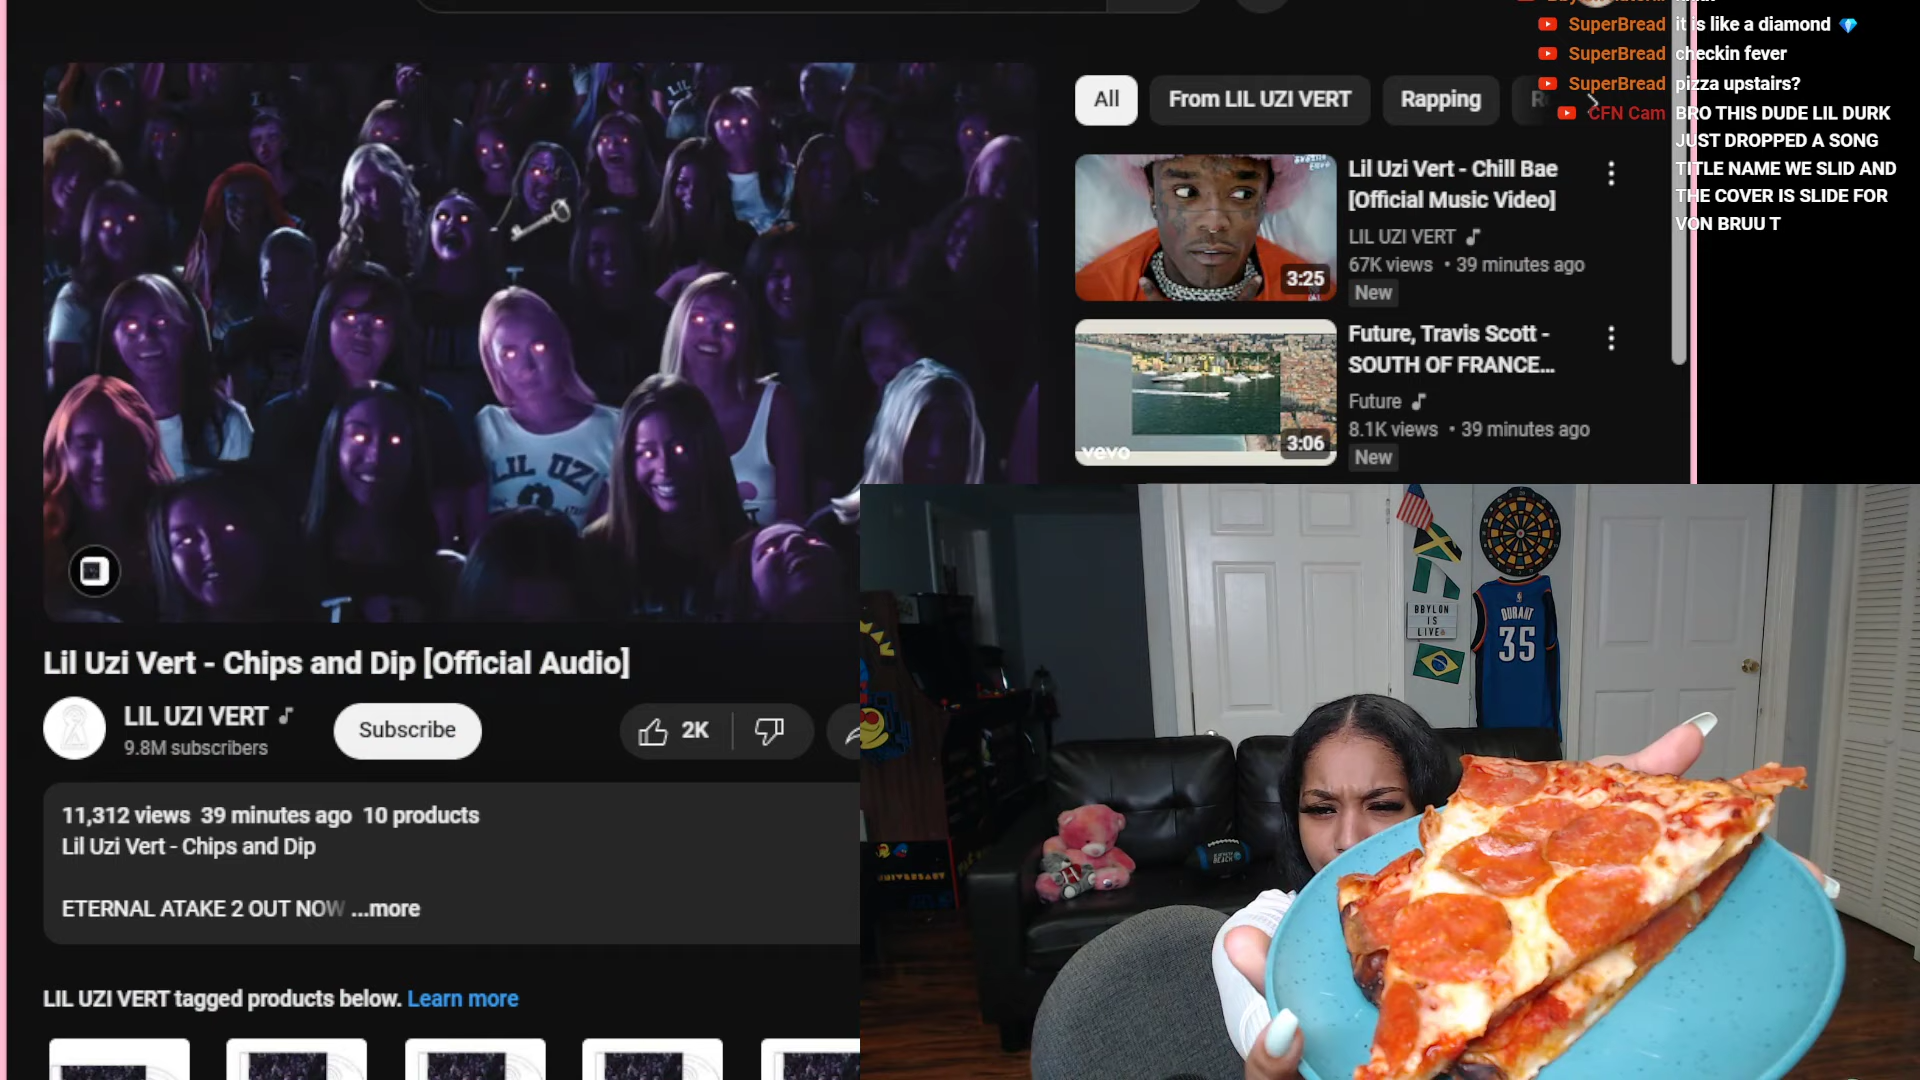 All
From LIL UZI VERT
Rapping
Lil Uzi Vert - Chill Bae
[Official Music Video]
LIL UZI VERT
67K views • 39 minutes ago
New
3:25
Future, Travis Scott -
SOUTH OF FRANCE...
Future
8.1K views • 39 minutes ago
New
3:06
vevo
SuperBread it is like a diamond 💎
SuperBread checkin fever
SuperBread pizza upstairs?
CFN Cam BRO THIS DUDE LIL DURK
JUST DROPPED A SONG
TITLE NAME WE SLID AND
THE COVER IS SLIDE FOR
VON BRUU T
LIL UZI
Lil Uzi Vert - Chips and Dip [Official Audio]
LIL UZI VERT
9.8M subscribers
Subscribe
2K
11,312 views 39 minutes ago 10 products
Lil Uzi Vert - Chips and Dip
ETERNAL ATAKE 2 OUT NOW ...more
LIL UZI VERT tagged products below. Learn more
BBYLON
IS
LIVE
DURANT
35